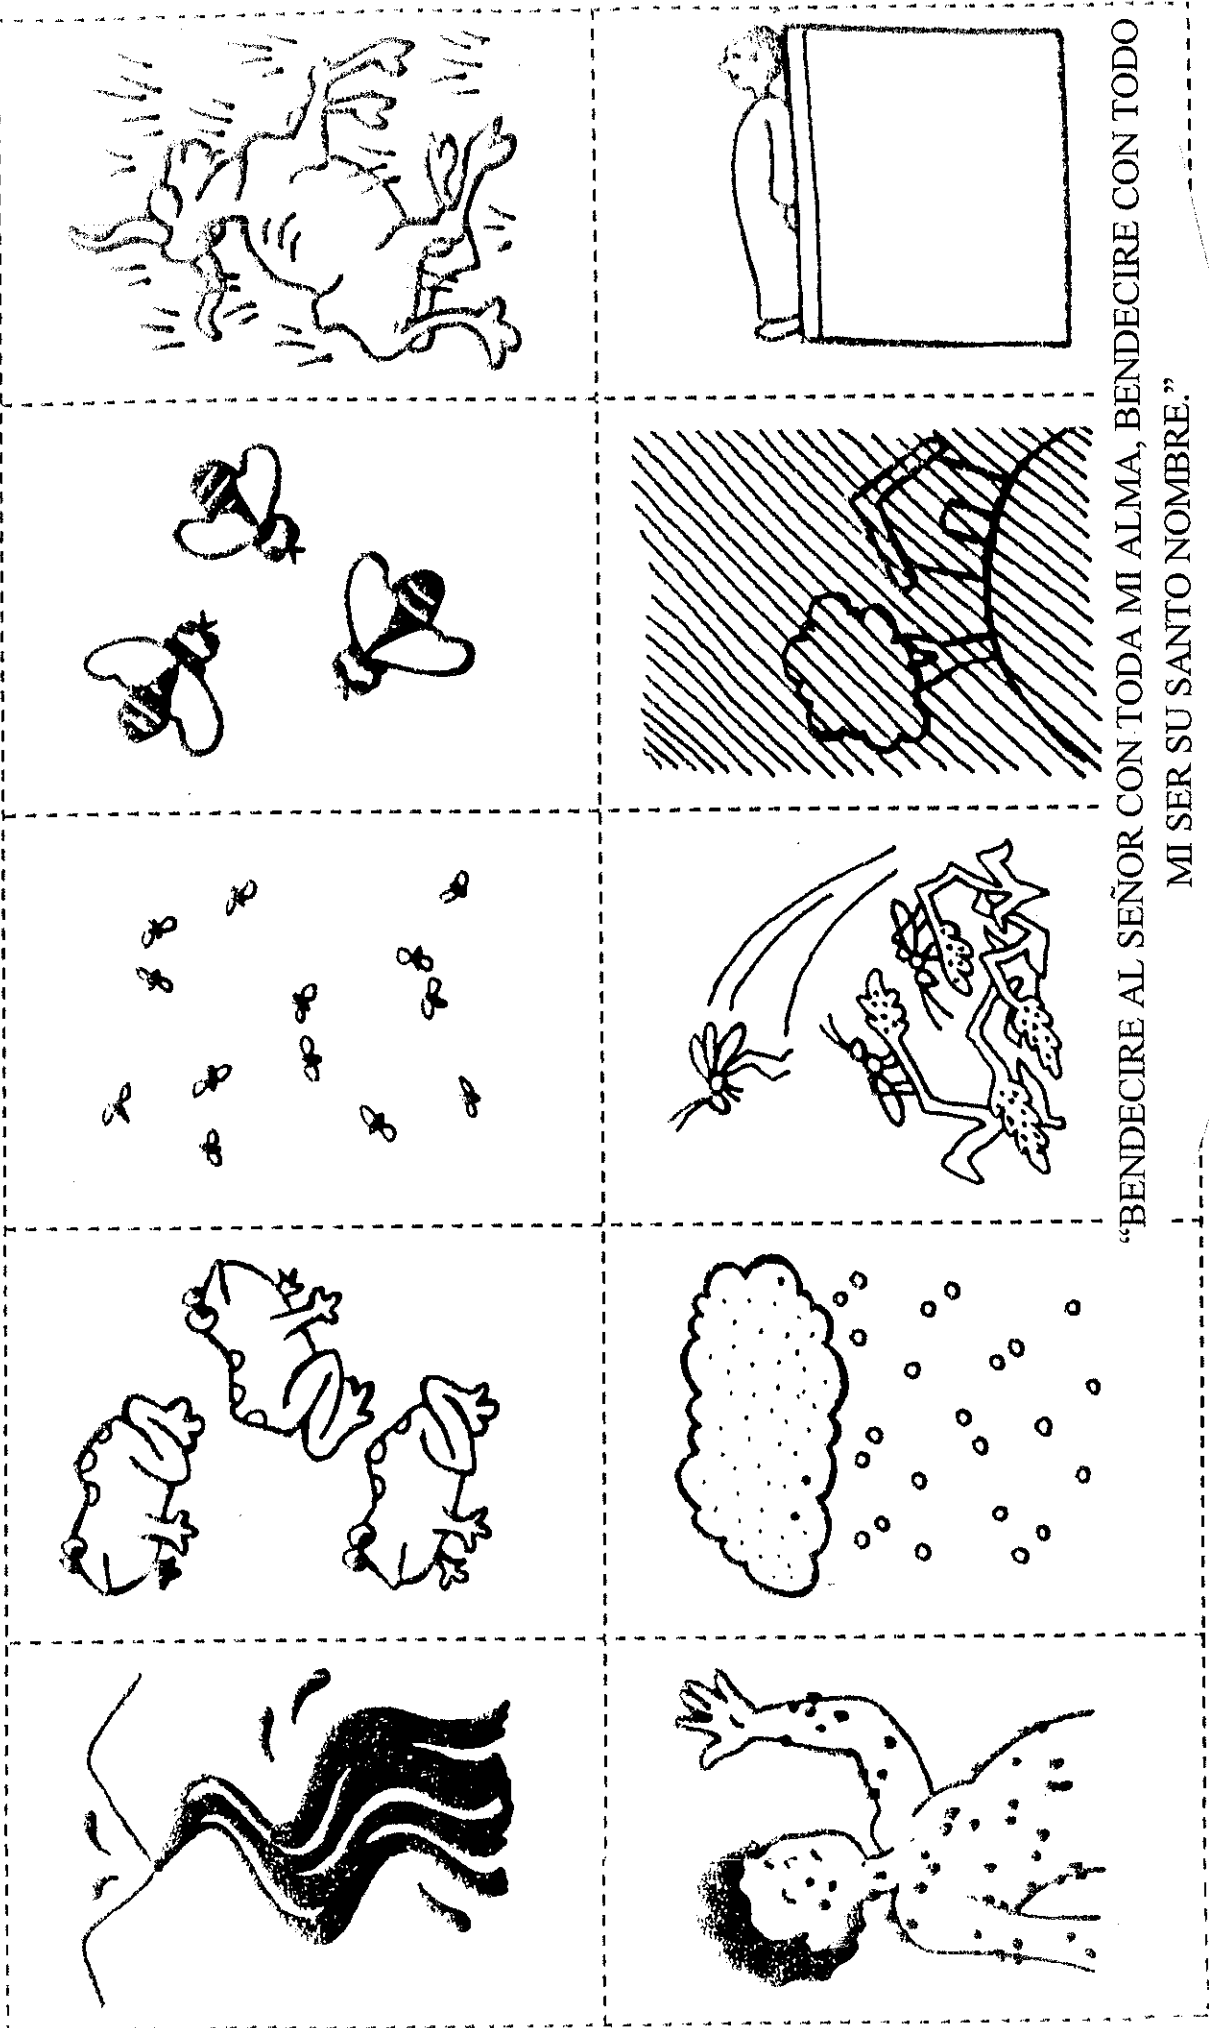 “BENDECIRE AL SEÑOR CON TODA MI ALMA, BENDECIRE CON TODO
MI SER SU SANTO NOMBRE.”